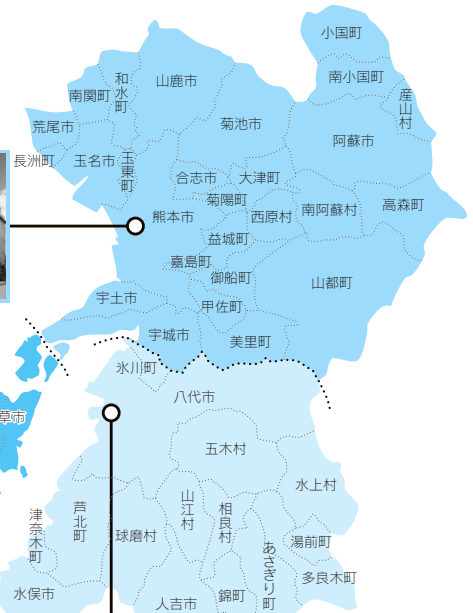 小国町
南小国町
産山村
山鹿市
和水町
南関町
菊池市
荒尾市
阿蘇市
長洲町
玉名市
玉東町
合志市
大津町
菊陽町
高森町
熊本市
西原村
南阿蘇村
益城町
嘉島町
御船町
山都町
宇土市
甲佐町
宇城市
美里町
氷川町
八代市
草市
五木村
水上村
山江村
相良村
芦北町
津奈木町
球磨村
湯前町
あさぎり町
多良木町
水俣市
錦町
人吉市